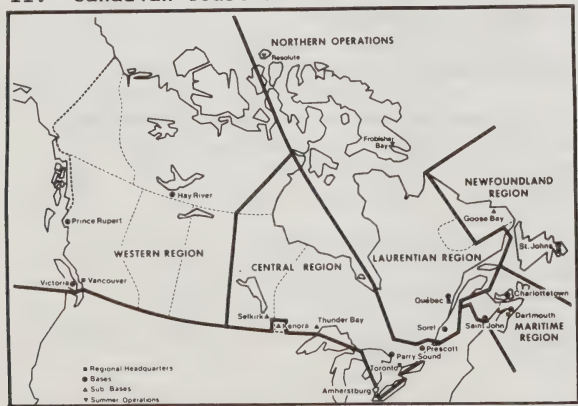 NORTHERN OPERATIONS
Resolute
Frobisher
Bay
NEWFOUNDLAND
REGION
Goose Bay
St. Johns
Hay River
Prince Rupert
WESTERN REGION
CENTRAL REGION
LAURENTIAN REGION
Victoria
Vancouver
Québec
Charlottetown
Selkirk
Kenora
Thunder Bay
Sorel
Saint John
Dartmouth
MARITIME
REGION
Prescott
Parry Sound
Toronto
Amherstburg
Regional Headquarters
Bases
Sub Bases
Summer Operations